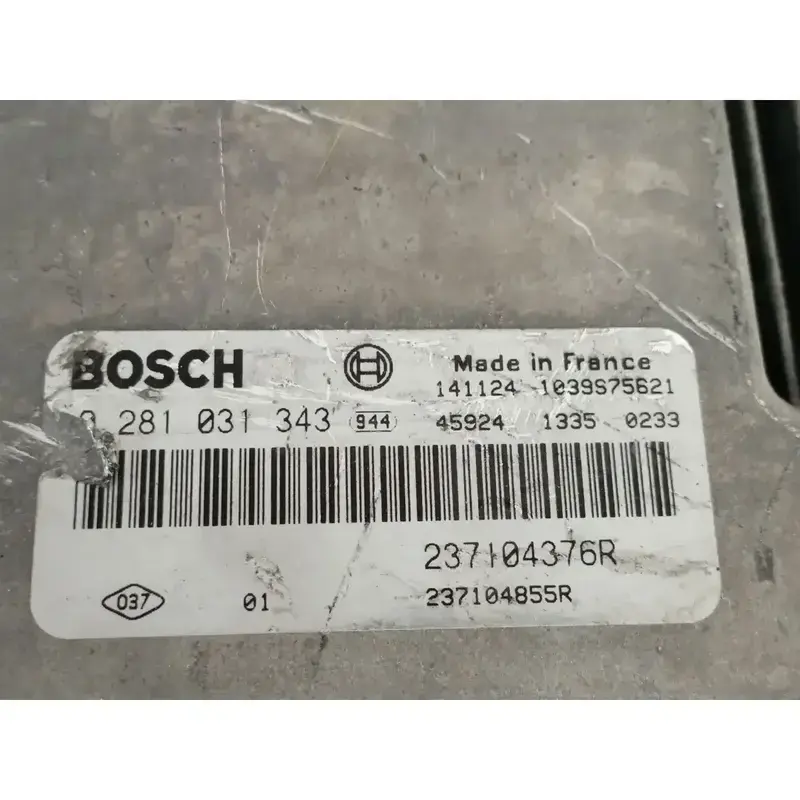 BOSCH
Made in France
141124 1039S75621
0 281 031 343 944
45924 1335 0233
237104376R
037 01 237104855R